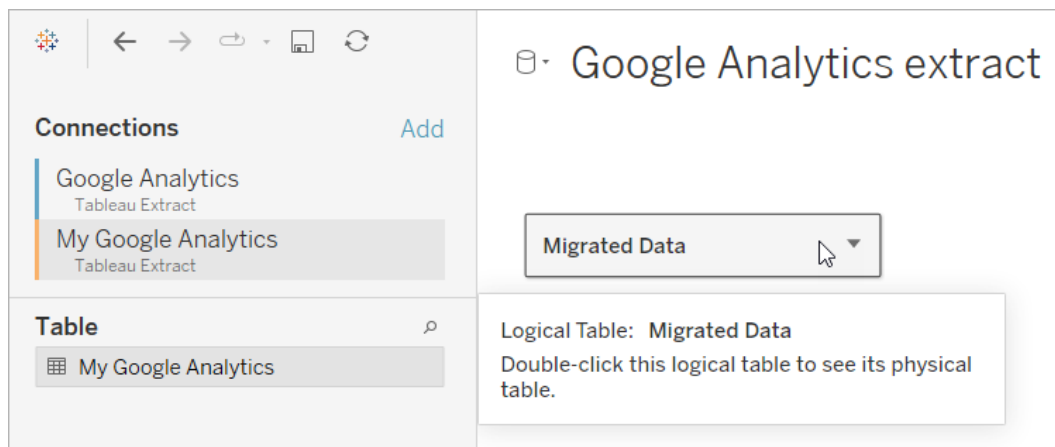 Google Analytics extract
Connections
Add
Google Analytics
Tableau Extract
My Google Analytics
Tableau Extract
Table
My Google Analytics
Migrated Data
Logical Table: Migrated Data
Double-click this logical table to see its physical
table.